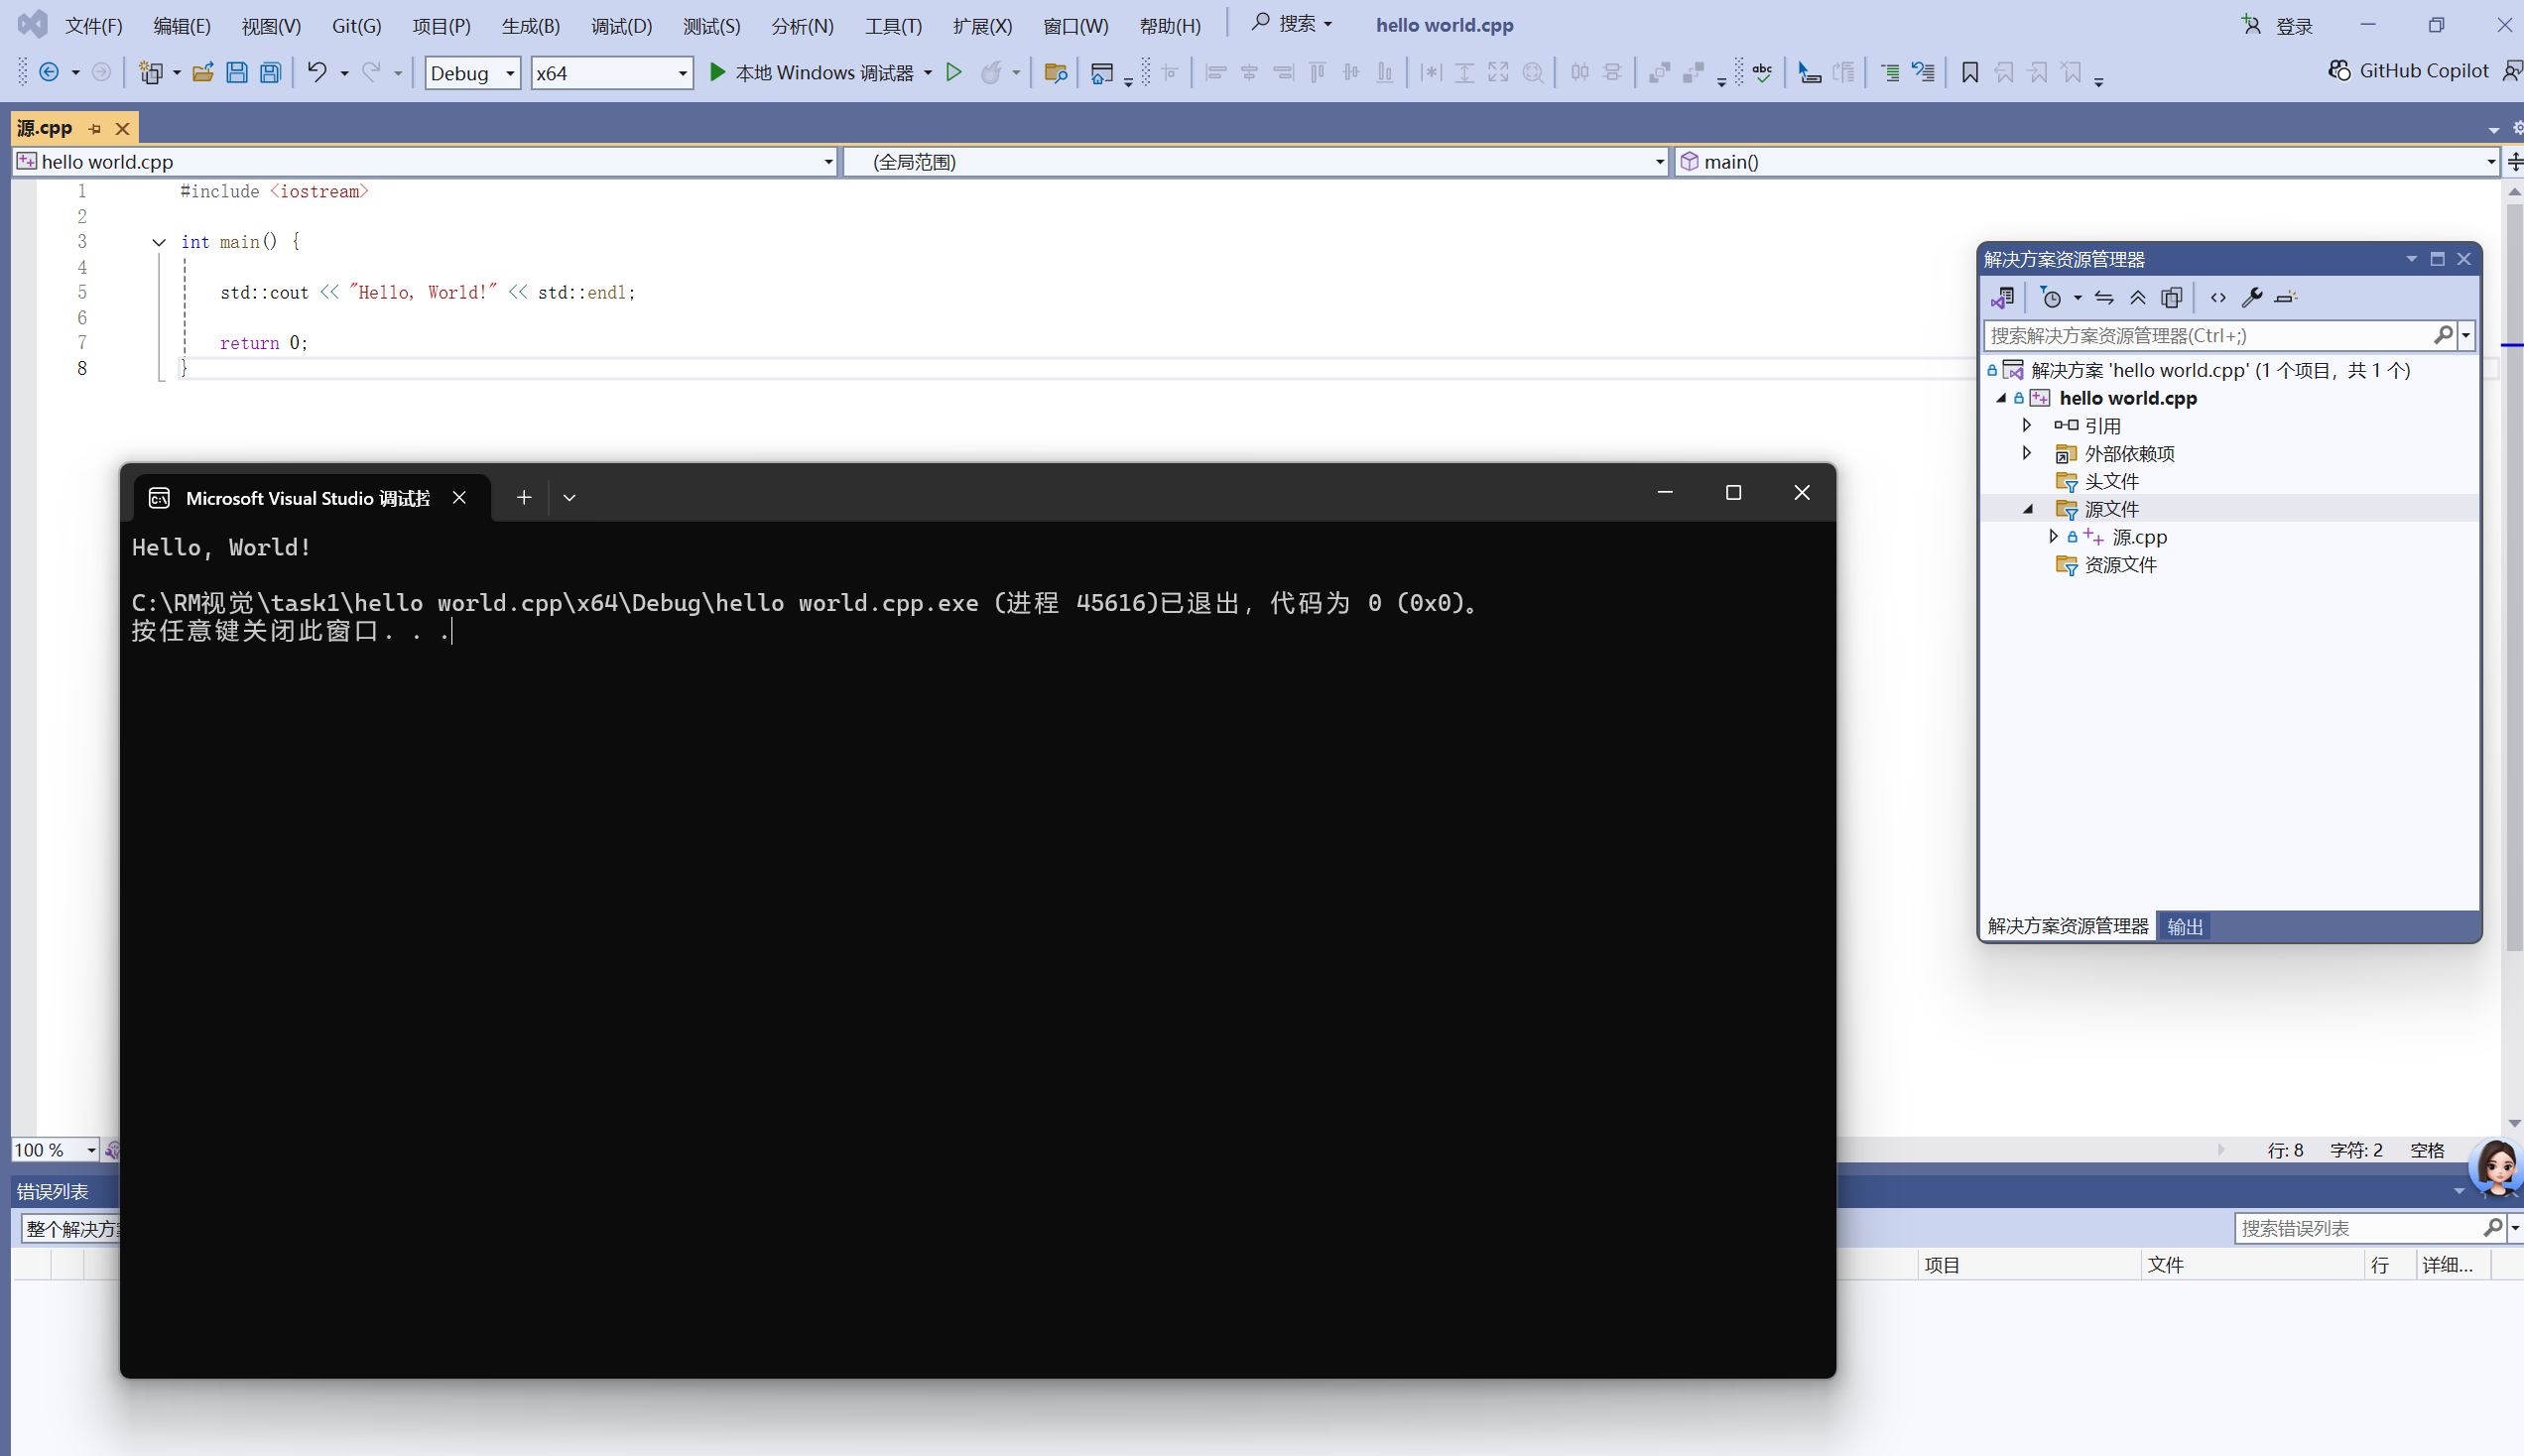 文件(F) 编辑(E) 视图(V) Git(G) 项目(P) 生成(B) 调试(D) 测试(S) 分析(N) 工具(T) 扩展(X) 窗口(W) 帮助(H) 搜索 hello world.cpp 登录
Debug x64 本地 Windows 调试器 abc GitHub Copilot
源.cpp
hello world.cpp (全局范围) main()
1 #include <iostream>
2
3 int main() {
4
5 std::cout << "Hello, World!" << std::endl;
6
7 return 0;
8 }
解决方案资源管理器
搜索解决方案资源管理器(Ctrl+;)
解决方案 'hello world.cpp' (1 个项目，共 1 个)
hello world.cpp
引用
外部依赖项
头文件
源文件
源.cpp
资源文件
解决方案资源管理器 输出
Microsoft Visual Studio 调试控
Hello, World!
C:\RM视觉\task1\hello world.cpp\x64\Debug\hello world.cpp.exe (进程 45616)已退出，代码为 0 (0x0)。
按任意键关闭此窗口. . .
100 % 行: 8 字符: 2 空格
错误列表
整个解决方案 搜索错误列表
项目 文件 行 详细...